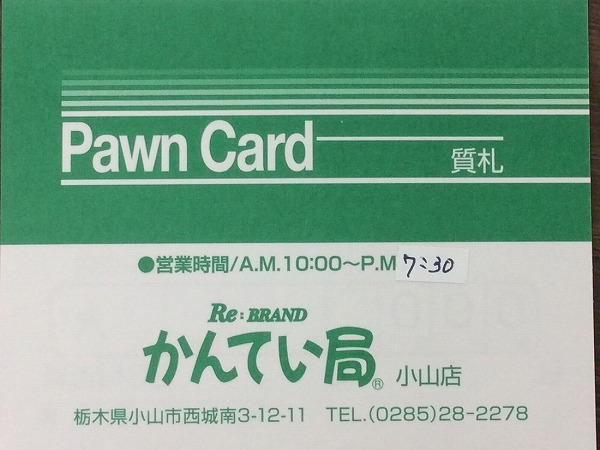 Pawn Card
質札
●営業時間/A.M.10:00〜P.M 7:30
Re:BRAND
かんてい局® 小山店
栃木県小山市西城南3-12-11 TEL.(0285)28-2278